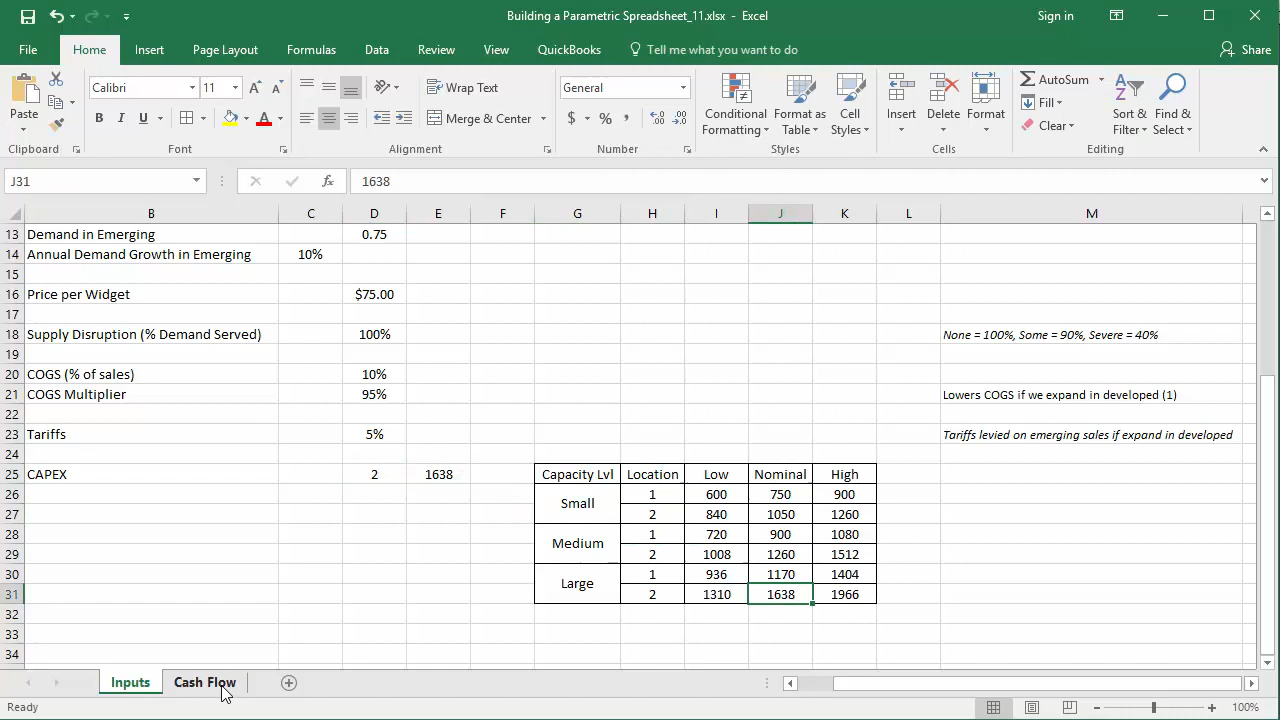 Building a Parametric Spreadsheet_11.xlsx - Excel
Sign in
File Home Insert Page Layout Formulas Data Review View QuickBooks Tell me what you want to do Share
Calibri 11 Wrap Text General AutoSum
Paste Merge & Center Conditional Formatting Format as Table Cell Styles Insert Delete Format Fill Sort & Filter Find & Select
B I U A $ % , Clear
Clipboard Font Alignment Number Styles Cells Editing
J31 fx 1638
B C D E F G H I J K L M
13 Demand in Emerging 0.75
14 Annual Demand Growth in Emerging 10%
15
16 Price per Widget $75.00
17
18 Supply Disruption (% Demand Served) 100% None = 100%, Some = 90%, Severe = 40%
19
20 COGS (% of sales) 10%
21 COGS Multiplier 95% Lowers COGS if we expand in developed (1)
22
23 Tariffs 5% Tariffs levied on emerging sales if expand in developed
24
25 CAPEX 2 1638 Capacity Lvl Location Low Nominal High
26 Small 1 600 750 900
27 2 840 1050 1260
28 Medium 1 720 900 1080
29 2 1008 1260 1512
30 Large 1 936 1170 1404
31 2 1310 1638 1966
32
33
34
Inputs Cash Flow
Ready 100%